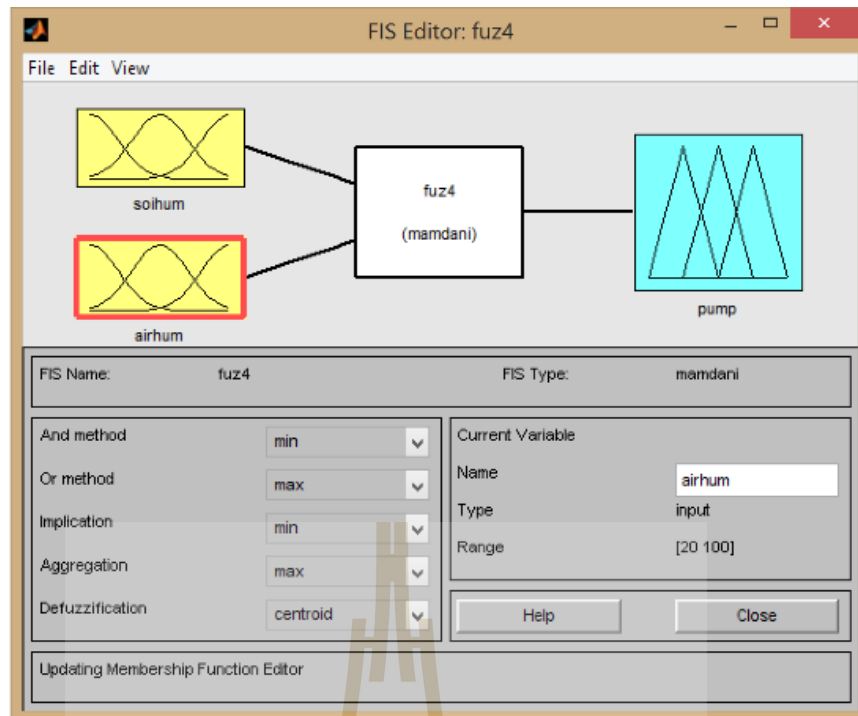 FIS Editor: fuz4
File Edit View
soihum
fuz4
(mamdani)
airhum
pump
FIS Name: fuz4 FIS Type: mamdani
And method min
Or method max
Implication min
Aggregation max
Defuzzification centroid
Current Variable
Name airhum
Type input
Range [20 100]
Help Close
Updating Membership Function Editor